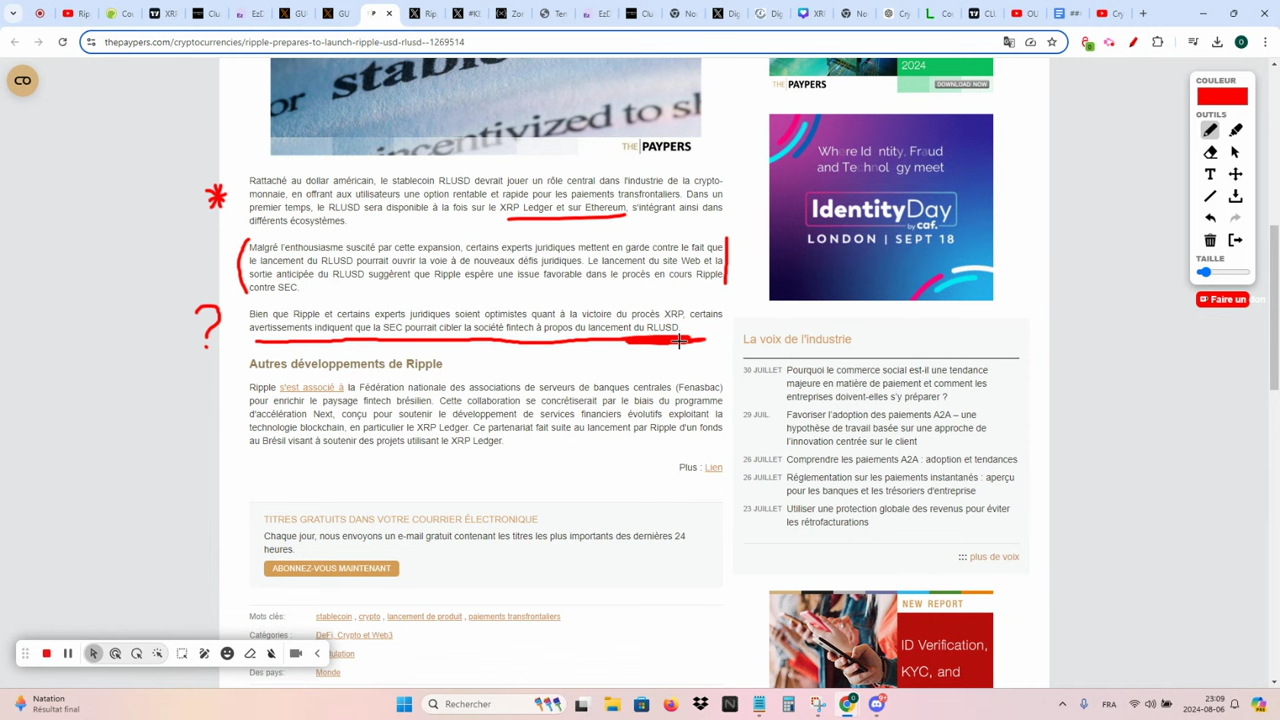 thepaypers.com/cryptocurrencies/ripple-prepares-to-launch-ripple-usd-rlusd--1269514
or stable
incentivized to sh
THE PAYPERS
Rattaché au dollar américain, le stablecoin RLUSD devrait jouer un rôle central dans l'industrie de la crypto-
monnaie, en offrant aux utilisateurs une option rentable et rapide pour les paiements transfrontaliers. Dans un
premier temps, le RLUSD sera disponible à la fois sur le XRP Ledger et sur Ethereum, s'intégrant ainsi dans
différents écosystèmes.
Malgré l'enthousiasme suscité par cette expansion, certains experts juridiques mettent en garde contre le fait que
le lancement du RLUSD pourrait ouvrir la voie à de nouveaux défis juridiques. Le lancement du site Web et la
sortie anticipée du RLUSD suggèrent que Ripple espère une issue favorable dans le procès en cours Ripple
contre SEC.
?
Bien que Ripple et certains experts juridiques soient optimistes quant à la victoire du procès XRP, certains
avertissements indiquent que la SEC pourrait cibler la société fintech à propos du lancement du RLUSD.
Autres développements de Ripple
Ripple s'est associé à la Fédération nationale des associations de serveurs de banques centrales (Fenasbac)
pour enrichir le paysage fintech brésilien. Cette collaboration se concrétiserait par le biais du programme
d'accélération Next, conçu pour soutenir le développement de services financiers évolutifs exploitant la
technologie blockchain, en particulier le XRP Ledger. Ce partenariat fait suite au lancement par Ripple d'un fonds
au Brésil visant à soutenir des projets utilisant le XRP Ledger.
Plus : Lien
TITRES GRATUITS DANS VOTRE COURRIER ÉLECTRONIQUE
Chaque jour, nous envoyons un e-mail gratuit contenant les titres les plus importants des dernières 24
heures.
ABONNEZ-VOUS MAINTENANT
Mots clés: stablecoin , crypto , lancement de produit , paiements transfrontaliers
Catégories : DeFi, Crypto et Web3
Des pays: Monde
2024
THE PAYPERS DOWNLOAD NOW
Where Id ntity, Fr ud
and Te hnol gy meet
IdentityDay
by caf.
LONDON | SEPT 18
La voix de l'industrie
30 JUILLET Pourquoi le commerce social est-il une tendance
majeure en matière de paiement et comment les
entreprises doivent-elles s'y préparer ?
29 JUIL. Favoriser l'adoption des paiements A2A – une
hypothèse de travail basée sur une approche de
l'innovation centrée sur le client
26 JUILLET Comprendre les paiements A2A : adoption et tendances
26 JUILLET Réglementation sur les paiements instantanés : aperçu
pour les banques et les trésoriers d'entreprise
23 JUILLET Utiliser une protection globale des revenus pour éviter
les rétrofacturations
::: plus de voix
NEW REPORT
ID Verification,
KYC, and
COULEUR
OUTILS
TAILLE
Faire un don
Natation
Résultat final
Rechercher
FRA
23:09
2024-08-06